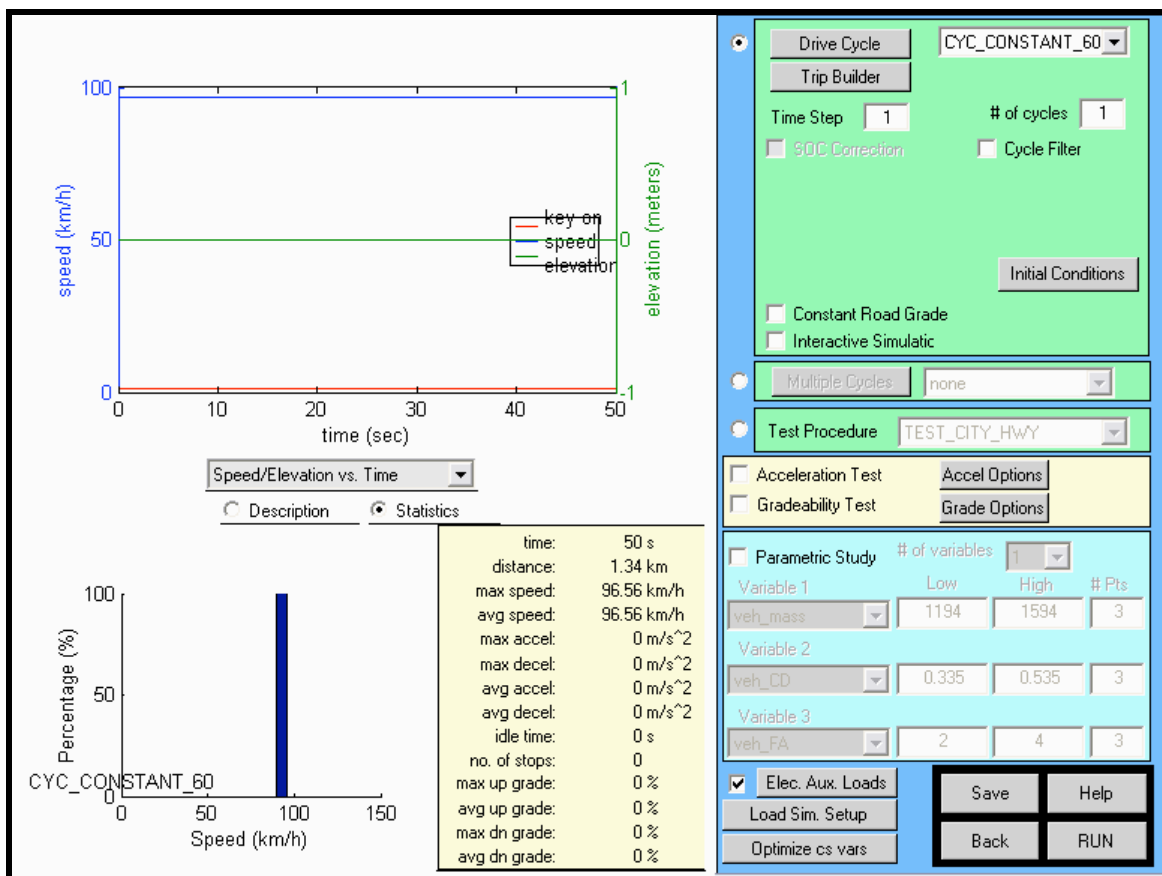 100
50
0
speed (km/h)
1
0
-1
elevation (meters)
key on
speed
elevation
0 10 20 30 40 50
time (sec)
Speed/Elevation vs. Time
Description Statistics
time: 50 s
distance: 1.34 km
max speed: 96.56 km/h
avg speed: 96.56 km/h
max accel: 0 m/s^2
max decel: 0 m/s^2
avg accel: 0 m/s^2
avg decel: 0 m/s^2
idle time: 0 s
no. of stops: 0
max up grade: 0 %
avg up grade: 0 %
max dn grade: 0 %
avg dn grade: 0 %
100
50
0
Percentage (%)
CYC_CONSTANT_60
0 50 100 150
Speed (km/h)
Drive Cycle CYC_CONSTANT_60
Trip Builder
Time Step 1 # of cycles 1
SOC Correction Cycle Filter
Initial Conditions
Constant Road Grade
Interactive Simulatic
Multiple Cycles none
Test Procedure TEST_CITY_HWY
Acceleration Test Accel Options
Gradeability Test Grade Options
Parametric Study # of variables 1
Variable 1 Low High # Pts
veh_mass 1194 1594 3
Variable 2
veh_CD 0.335 0.535 3
Variable 3
veh_FA 2 4 3
Elec. Aux. Loads
Load Sim. Setup
Optimize cs vars
Save Help
Back RUN